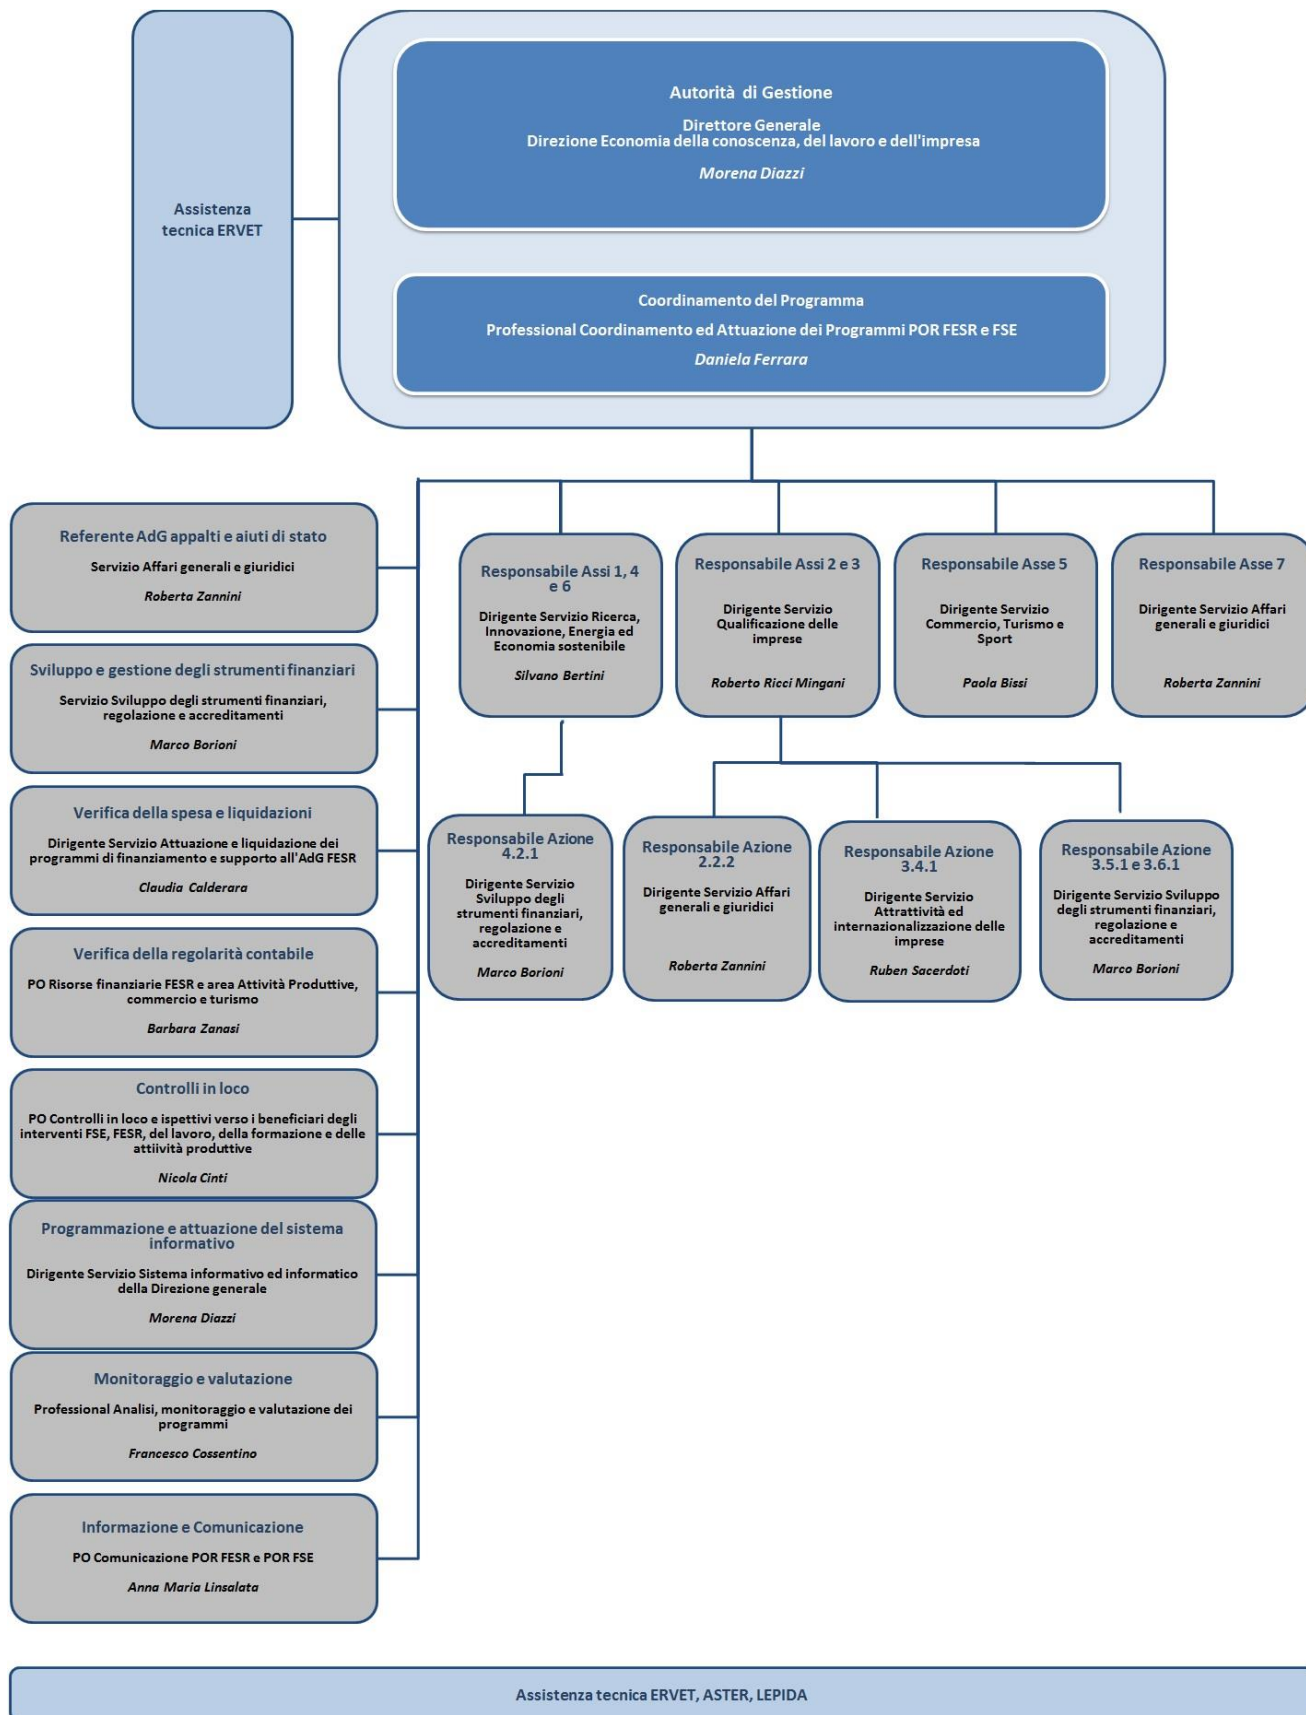 Autorità di Gestione
Direttore Generale
Direzione Economia della conoscenza, del lavoro e dell'impresa
Morena Diazzi
Assistenza
tecnica ERVET
Coordinamento del Programma
Professional Coordinamento ed Attuazione dei Programmi POR FESR e FSE
Daniela Ferrara
Referente AdG appalti e aiuti di stato
Servizio Affari generali e giuridici
Roberta Zannini
Sviluppo e gestione degli strumenti finanziari
Servizio Sviluppo degli strumenti finanziari,
regolazione e accreditamenti
Marco Borioni
Verifica della spesa e liquidazioni
Dirigente Servizio Attuazione e liquidazione dei
programmi di finanziamento e supporto all'AdG FESR
Claudia Calderara
Verifica della regolarità contabile
PO Risorse finanziarie FESR e area Attività Produttive,
commercio e turismo
Barbara Zanasi
Controlli in loco
PO Controlli in loco e ispettivi verso i beneficiari degli
interventi FSE, FESR, del lavoro, della formazione e delle
attiività produttive
Nicola Cinti
Programmazione e attuazione del sistema
informativo
Dirigente Servizio Sistema informativo ed informatico
della Direzione generale
Morena Diazzi
Monitoraggio e valutazione
Professional Analisi, monitoraggio e valutazione dei
programmi
Francesco Cossentino
Informazione e Comunicazione
PO Comunicazione POR FESR e POR FSE
Anna Maria Linsalata
Responsabile Assi 1, 4
e 6
Dirigente Servizio Ricerca,
Innovazione, Energia ed
Economia sostenibile
Silvano Bertini
Responsabile Assi 2 e 3
Dirigente Servizio
Qualificazione delle
imprese
Roberto Ricci Mingani
Responsabile Asse 5
Dirigente Servizio
Commercio, Turismo e
Sport
Paola Bissi
Responsabile Asse 7
Dirigente Servizio Affari
generali e giuridici
Roberta Zannini
Responsabile Azione
4.2.1
Dirigente Servizio
Sviluppo degli
strumenti finanziari,
regolazione e
accreditamenti
Marco Borioni
Responsabile Azione
2.2.2
Dirigente Servizio Affari
generali e giuridici
Roberta Zannini
Responsabile Azione
3.4.1
Dirigente Servizio
Attrattività ed
internazionalizzazione delle
imprese
Ruben Sacerdoti
Responsabile Azione
3.5.1 e 3.6.1
Dirigente Servizio Sviluppo
degli strumenti finanziari,
regolazione e
accreditamenti
Marco Borioni
Assistenza tecnica ERVET, ASTER, LEPIDA